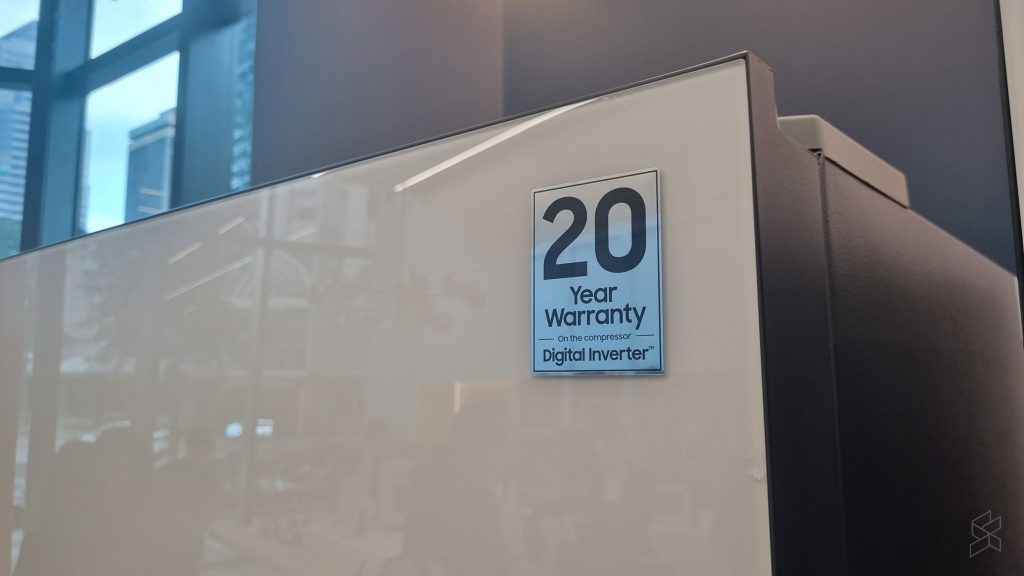 20
Year
Warranty
On the compressor
Digital Inverter™